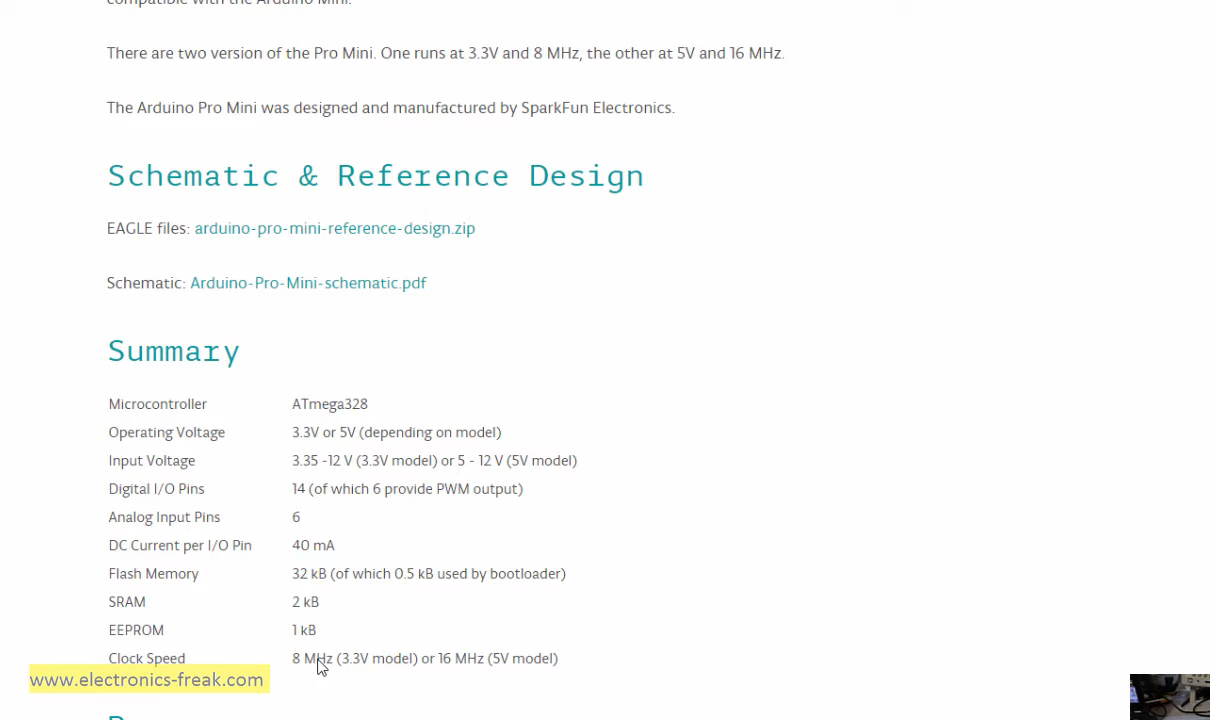 compatible with the Arduino Mini.
There are two version of the Pro Mini. One runs at 3.3V and 8 MHz, the other at 5V and 16 MHz.
The Arduino Pro Mini was designed and manufactured by SparkFun Electronics.
Schematic & Reference Design
EAGLE files: arduino-pro-mini-reference-design.zip
Schematic: Arduino-Pro-Mini-schematic.pdf
Summary
Microcontroller ATmega328
Operating Voltage 3.3V or 5V (depending on model)
Input Voltage 3.35 -12 V (3.3V model) or 5 - 12 V (5V model)
Digital I/O Pins 14 (of which 6 provide PWM output)
Analog Input Pins 6
DC Current per I/O Pin 40 mA
Flash Memory 32 kB (of which 0.5 kB used by bootloader)
SRAM 2 kB
EEPROM 1 kB
Clock Speed 8 MHz (3.3V model) or 16 MHz (5V model)
www.electronics-freak.com